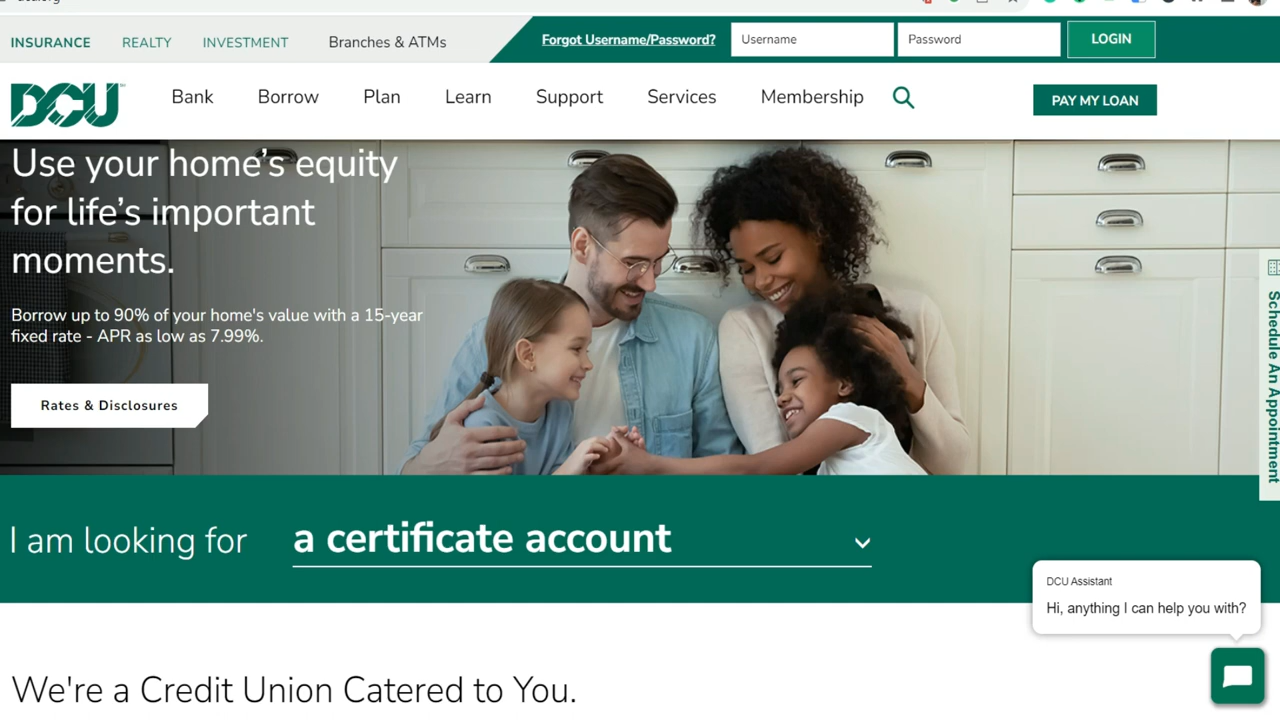 INSURANCE REALTY INVESTMENT Branches & ATMs Forgot Username/Password? Username Password LOGIN
DCU Bank Borrow Plan Learn Support Services Membership PAY MY LOAN
Use your home's equity
for life's important
moments.
Borrow up to 90% of your home's value with a 15-year
fixed rate - APR as low as 7.99%.
Rates & Disclosures
Schedule An Appointment
I am looking for a certificate account
DCU Assistant
Hi, anything I can help you with?
We're a Credit Union Catered to You.